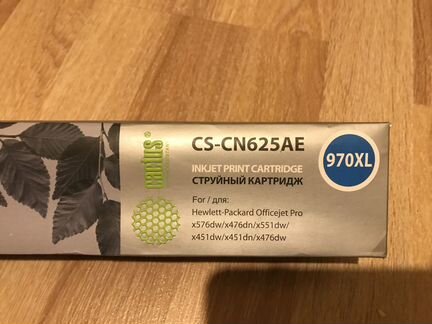 cactus®
CS-CN625AE
INKJET PRINT CARTRIDGE
СТРУЙНЫЙ КАРТРИДЖ
970XL
For / для:
Hewlett-Packard Officejet Pro
x576dw/x476dn/x551dw/
x451dw/x451dn/x476dw